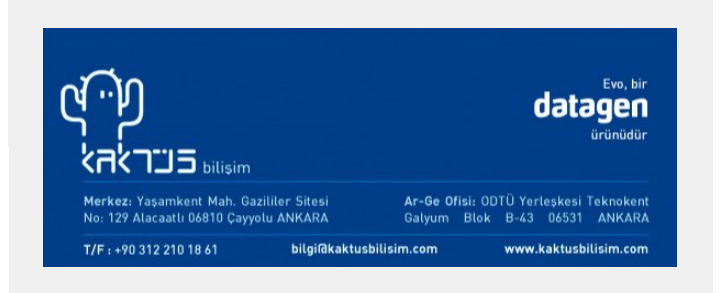 Evo, bir
datagen
ürünüdür
kaktüs bilişim
Merkez: Yaşamkent Mah. Gazililer Sitesi
No: 129 Alacaatlı 06810 Çayyolu ANKARA
Ar-Ge Ofisi: ODTÜ Yerleşkesi Teknokent
Galyum Blok B-43 06531 ANKARA
T/F : +90 312 210 18 61
bilgi@kaktusbilisim.com
www.kaktusbilisim.com